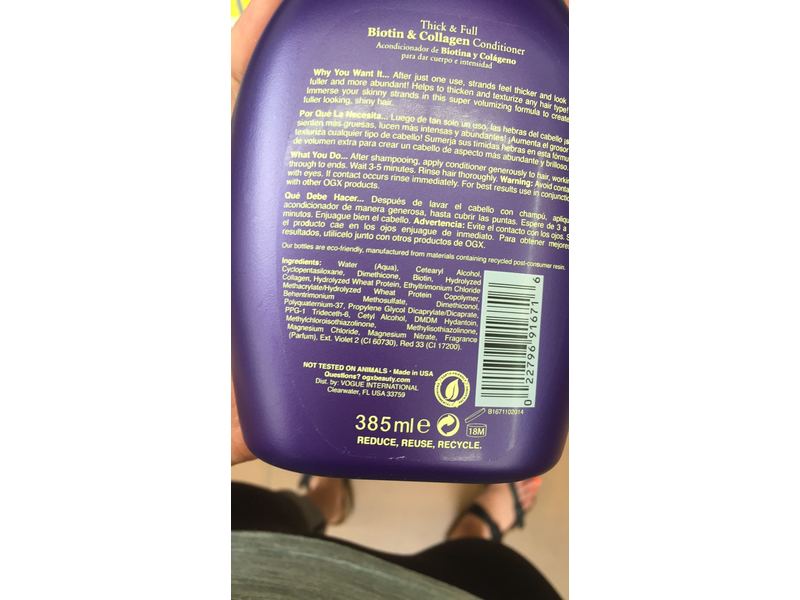 Thick & Full
Biotin & Collagen Conditioner
Acondicionador de Biotina y Colágeno
para dar cuerpo e intensidad
Why You Want It... After just one use, strands feel thicker and look
fuller and more abundant! Helps to thicken and texturize any hair type!
Immerse your skinny strands in this super volumizing formula to create
fuller looking, shiny hair.
Por Qué La Necesita... Luego de tan solo un uso, las hebras del cabello
sienten más gruesas, lucen más intensas y abundantes! ¡Aumenta el grosor
texturiza cualquier tipo de cabello! Sumerja sus tímidas hebras en esta
de volumen extra para crear un cabello de aspecto más abundante y brilloso.
What You Do... After shampooing, apply conditioner generously to hair,
through to ends. Wait 3-5 minutes. Rinse hair thoroughly. Warning: Avoid
with eyes. If contact occurs rinse immediately. For best results use in
with other OGX products.
Qué Debe Hacer... Después de lavar el cabello con champú,
acondicionador de manera generosa, hasta cubrir las puntas. Espere de 3 a
minutos. Enjuague bien el cabello. Advertencia: Evite el contacto con los ojos.
el producto cae en los ojos enjuague de inmediato. Para obtener
resultados, utilícelo junto con otros productos de OGX.
Our bottles are eco-friendly, manufactured from materials containing recycled post-consumer resin.
Ingredients: Water (Aqua), Cetearyl Alcohol,
Cyclopentasiloxane, Dimethicone, Biotin, Hydrolyzed
Collagen, Hydrolyzed Wheat Protein, Ethyltrimonium Chloride
Methacrylate/Hydrolyzed Wheat Protein Copolymer,
Behentrimonium Methosulfate, Dimethiconol,
Polyquaternium-37, Propylene Glycol Dicaprylate/Dicaprate,
PPG-1 Trideceth-6, Cetyl Alcohol, DMDM Hydantoin,
Methylchloroisothiazolinone, Methylisothiazolinone,
Magnesium Chloride, Magnesium Nitrate, Fragrance
(Parfum), Ext. Violet 2 (CI 60730), Red 33 (CI 17200).
0 22796 91671 6
B1671102014
NOT TESTED ON ANIMALS • Made in USA
Questions? ogxbeauty.com
Dist. by: VOGUE INTERNATIONAL
Clearwater, FL USA 33759
385ml e
18M
REDUCE, REUSE, RECYCLE.